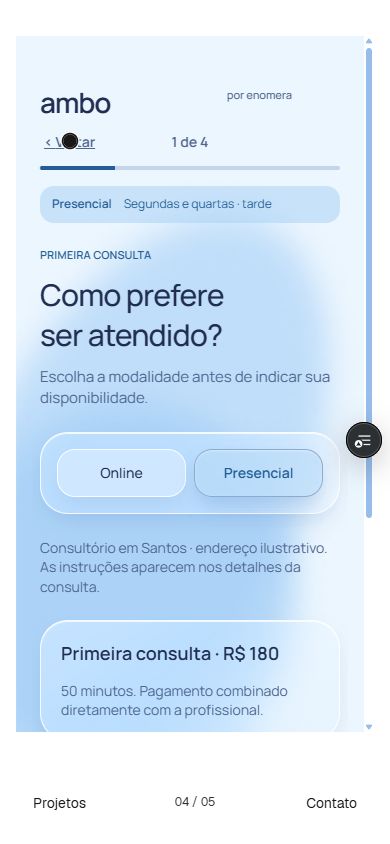 ambo
por enomera
1 de 4
Presencial Segundas e quartas · tarde
PRIMEIRA CONSULTA
Como prefere
ser atendido?
Escolha a modalidade antes de indicar sua
disponibilidade.
Online Presencial
Consultório em Santos · endereço ilustrativo.
As instruções aparecem nos detalhes da
consulta.
Primeira consulta · R$ 180
50 minutos. Pagamento combinado
diretamente com a profissional.
Projetos 04 / 05 Contato